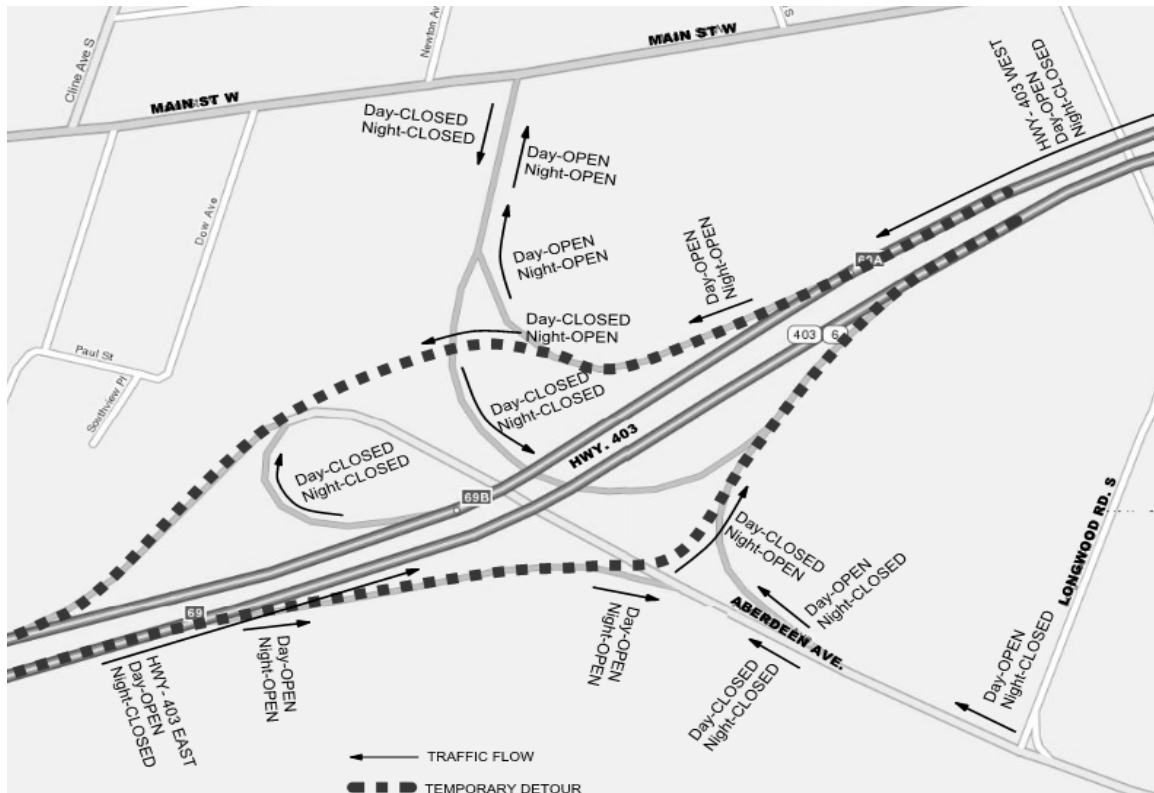 MAIN ST W
Cline Ave S
Newton Av
MAIN ST W
Day-CLOSED
Night-CLOSED
Day-OPEN
Night-OPEN
HWY- 403 WEST
Day-OPEN
Night-CLOSED
Dow Ave
Day-OPEN
Night-OPEN
Day-OPEN
Night-OPEN
403
6
Day-CLOSED
Night-OPEN
Paul St
Southview Pl
Day-CLOSED
Night-CLOSED
HWY. 403
Day-CLOSED
Night-CLOSED
69B
LONGWOOD RD. S
Day-CLOSED
Night-OPEN
Day-OPEN
Night-CLOSED
69
ABERDEEN AVE.
Day-OPEN
Night-OPEN
Day-OPEN
Night-OPEN
HWY- 403 EAST
Day-OPEN
Night-CLOSED
Day-CLOSED
Night-CLOSED
Day-OPEN
Night-CLOSED
TRAFFIC FLOW
TEMPORARY DETOUR